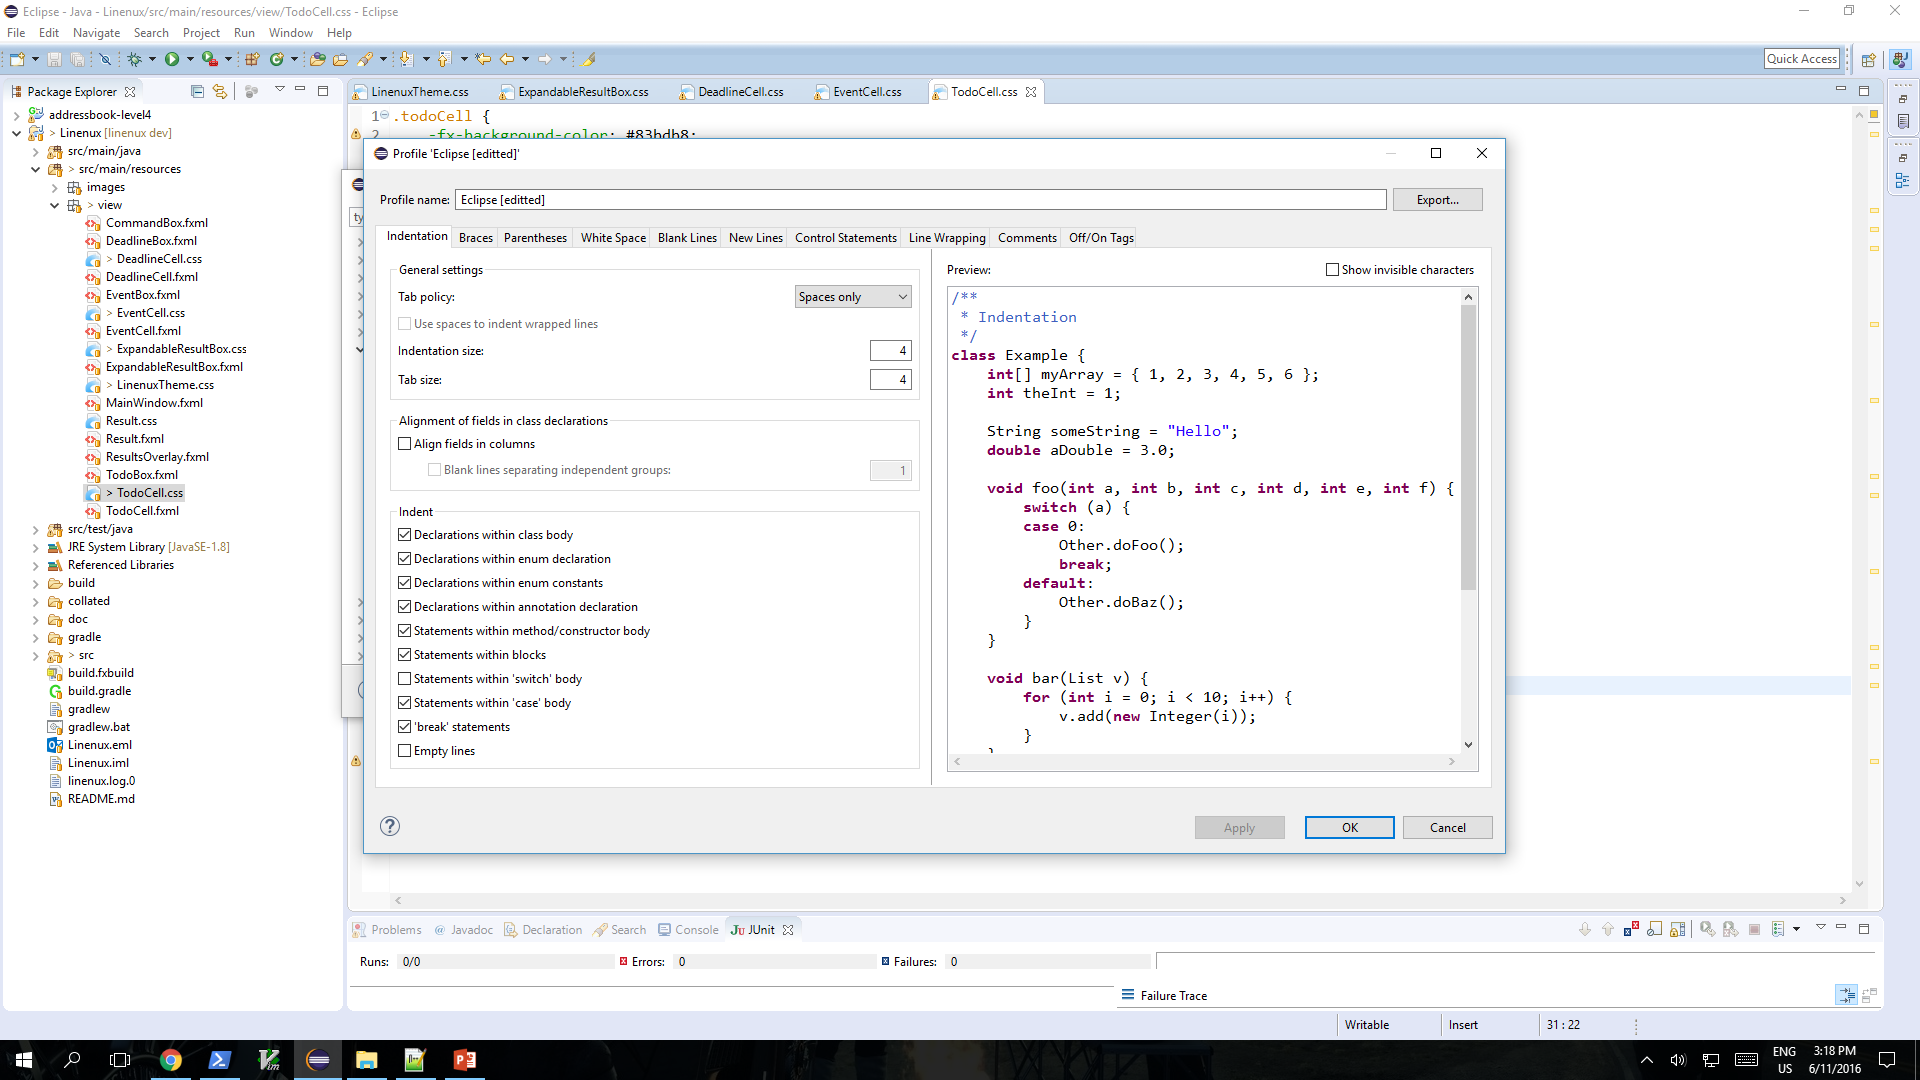 Eclipse - Java - Linenux/src/main/resources/view/TodoCell.css - Eclipse
File Edit Navigate Search Project Run Window Help
Quick Access
Package Explorer
LinenuxTheme.css ExpandableResultBox.css DeadlineCell.css EventCell.css TodoCell.css
addressbook-level4
> Linenux [linenux dev]
src/main/java
> src/main/resources
images
> view
CommandBox.fxml
DeadlineBox.fxml
> DeadlineCell.css
DeadlineCell.fxml
EventBox.fxml
> EventCell.css
EventCell.fxml
> ExpandableResultBox.css
ExpandableResultBox.fxml
> LinenuxTheme.css
MainWindow.fxml
Result.css
Result.fxml
ResultsOverlay.fxml
TodoBox.fxml
> TodoCell.css
TodoCell.fxml
src/test/java
JRE System Library [JavaSE-1.8]
Referenced Libraries
build
collated
doc
gradle
> src
build.fxbuild
build.gradle
gradlew
gradlew.bat
Linenux.eml
Linenux.iml
linenux.log.0
README.md
1 .todoCell {
2 -fx-background-color: #83bdb8;
ty
Profile 'Eclipse [editted]'
Profile name: Eclipse [editted] Export...
Indentation Braces Parentheses White Space Blank Lines New Lines Control Statements Line Wrapping Comments Off/On Tags
General settings
Tab policy: Spaces only
Use spaces to indent wrapped lines
Indentation size: 4
Tab size: 4
Alignment of fields in class declarations
Align fields in columns
Blank lines separating independent groups: 1
Indent
Declarations within class body
Declarations within enum declaration
Declarations within enum constants
Declarations within annotation declaration
Statements within method/constructor body
Statements within blocks
Statements within 'switch' body
Statements within 'case' body
'break' statements
Empty lines
Preview: Show invisible characters
/**
* Indentation
*/
class Example {
int[] myArray = { 1, 2, 3, 4, 5, 6 };
int theInt = 1;
String someString = "Hello";
double aDouble = 3.0;
void foo(int a, int b, int c, int d, int e, int f) {
switch (a) {
case 0:
Other.doFoo();
break;
default:
Other.doBaz();
}
}
void bar(List v) {
for (int i = 0; i < 10; i++) {
v.add(new Integer(i));
}
}
Apply OK Cancel
Problems @ Javadoc Declaration Search Console JU JUnit
Runs: 0/0 Errors: 0 Failures: 0
Failure Trace
Writable Insert 31 : 22
ENG
US
3:18 PM
6/11/2016